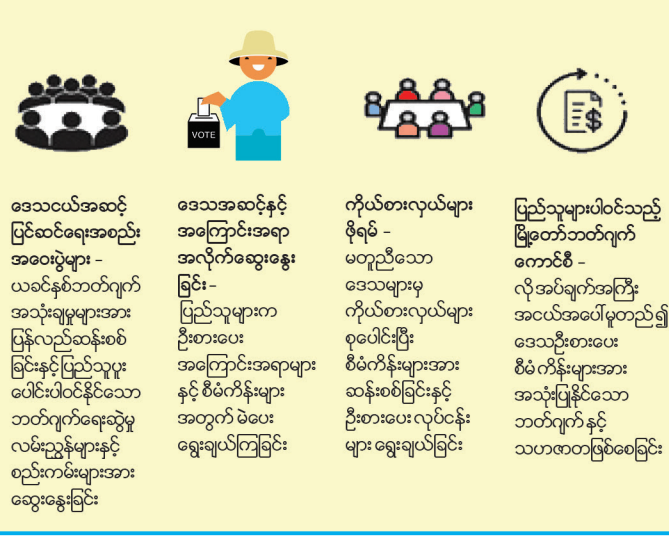 VOTE
ဒေသငယ်အဆင့်
ပြင်ဆင်ရေးအစည်း
အဝေးပွဲများ –
ယခင်နှစ်ဘတ်ဂျက်
အသုံးချမှုများအား
ပြန်လည်ဆန်းစစ်
ခြင်းနှင့်ပြည်သူပူး
ပေါင်းပါဝင်နိုင်သော
ဘတ်ဂျက်ရေးဆွဲမှု
လမ်းညွှန်များနှင့်
စည်းကမ်းများအား
ဆွေးနွေးခြင်း
ဒေသအဆင့်နှင့်
အကြောင်းအရာ
အလိုက်ဆွေးနွေး
ခြင်း –
ပြည်သူများက
ဦးစားပေး
အကြောင်းအရာများ
နှင့် စီမံကိန်းများ
အတွက် မဲပေး
ရွေးချယ်ကြခြင်း
ကိုယ်စားလှယ်များ
ဖိုရမ် –
မတူညီသော
ဒေသများမှ
ကိုယ်စားလှယ်များ
စုပေါင်းပြီး
စီမံကိန်းများအား
ဆန်းစစ်ခြင်းနှင့်
ဦးစားပေး လုပ်ငန်း
များ ရွေးချယ်ခြင်း
ပြည်သူများပါဝင်သည့်
မြို့တော်ဘတ်ဂျက်
ကောင်စီ –
လိုအပ်ချက်အကြီး
အငယ်အပေါ်မူတည်၍
ဒေသဦးစားပေး
စီမံကိန်းများအား
အသုံးပြုနိုင်သော
ဘတ်ဂျက် နှင့်
သဟဇာတဖြစ်စေခြင်း